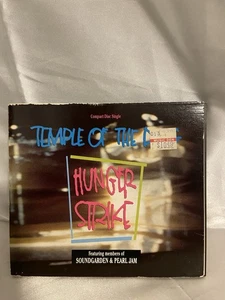 Compact Disc Single
TEMPLE OF THE
HUNGER
STRIKE
Featuring members of
SOUNDGARDEN & PEARL JAM